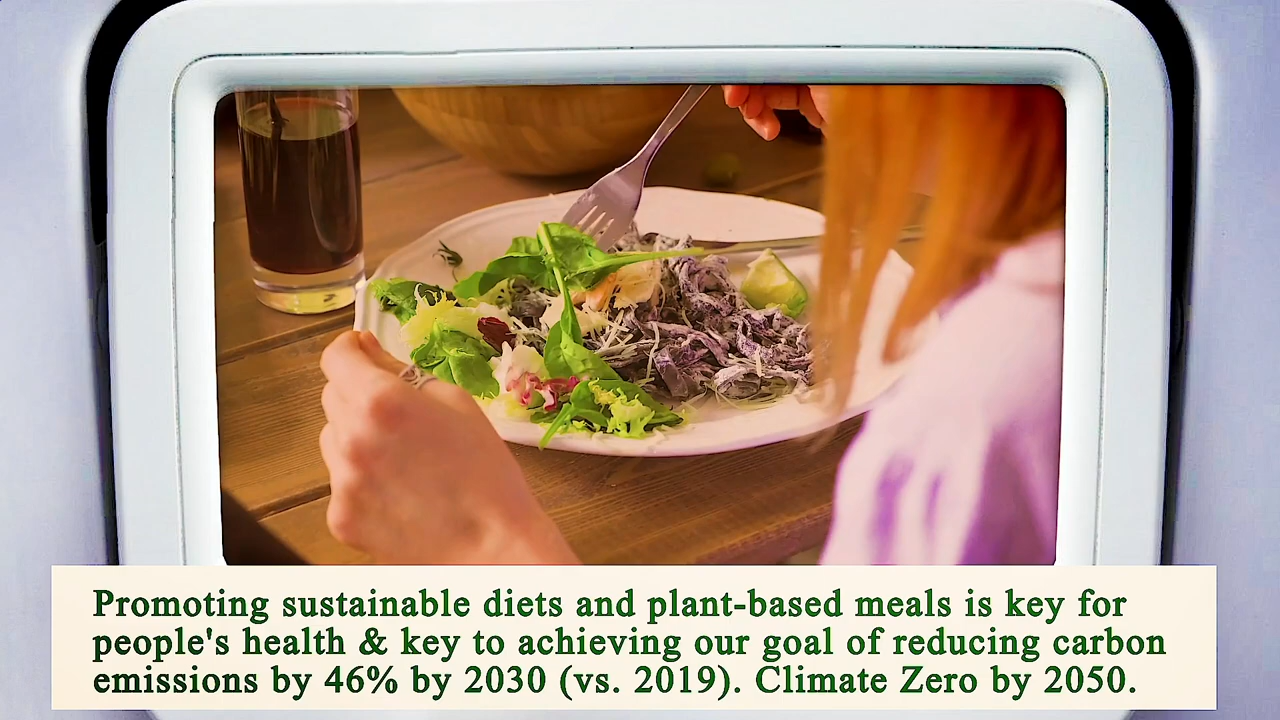 Promoting sustainable diets and plant-based meals is key for
people's health & key to achieving our goal of reducing carbon
emissions by 46% by 2030 (vs. 2019). Climate Zero by 2050.